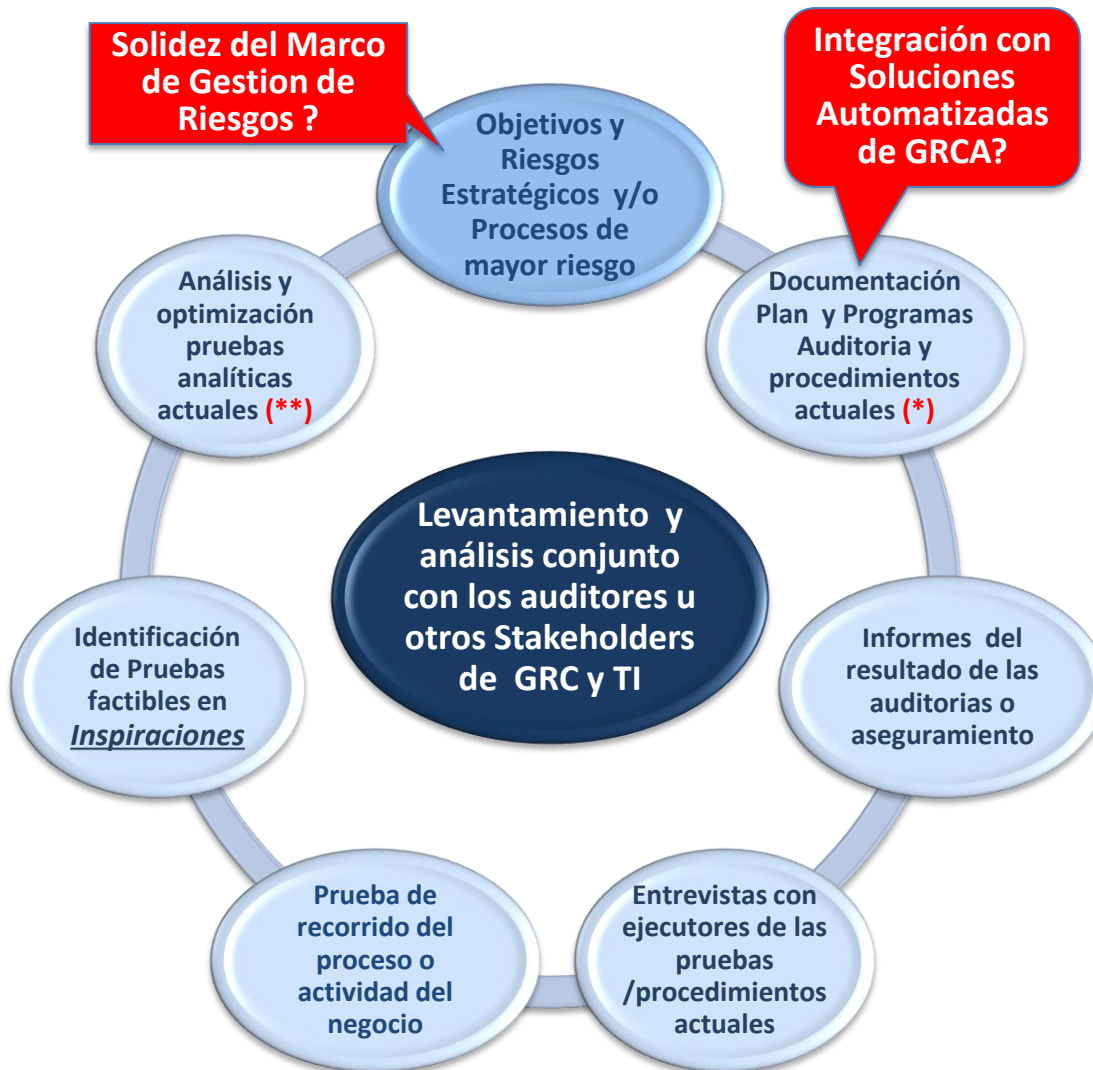 Solidez del Marco
de Gestion de
Riesgos ?
Integración con
Soluciones
Automatizadas
de GRCA?
Objetivos y
Riesgos
Estratégicos y/o
Procesos de
mayor riesgo
Documentación
Plan y Programas
Auditoria y
procedimientos
actuales (*)
Informes del
resultado de las
auditorias o
aseguramiento
Entrevistas con
ejecutores de las
pruebas
/procedimientos
actuales
Prueba de
recorrido del
proceso o
actividad del
negocio
Identificación
de Pruebas
factibles en
Inspiraciones
Análisis y
optimización
pruebas
analíticas
actuales (**)
Levantamiento y
análisis conjunto
con los auditores u
otros Stakeholders
de GRC y TI